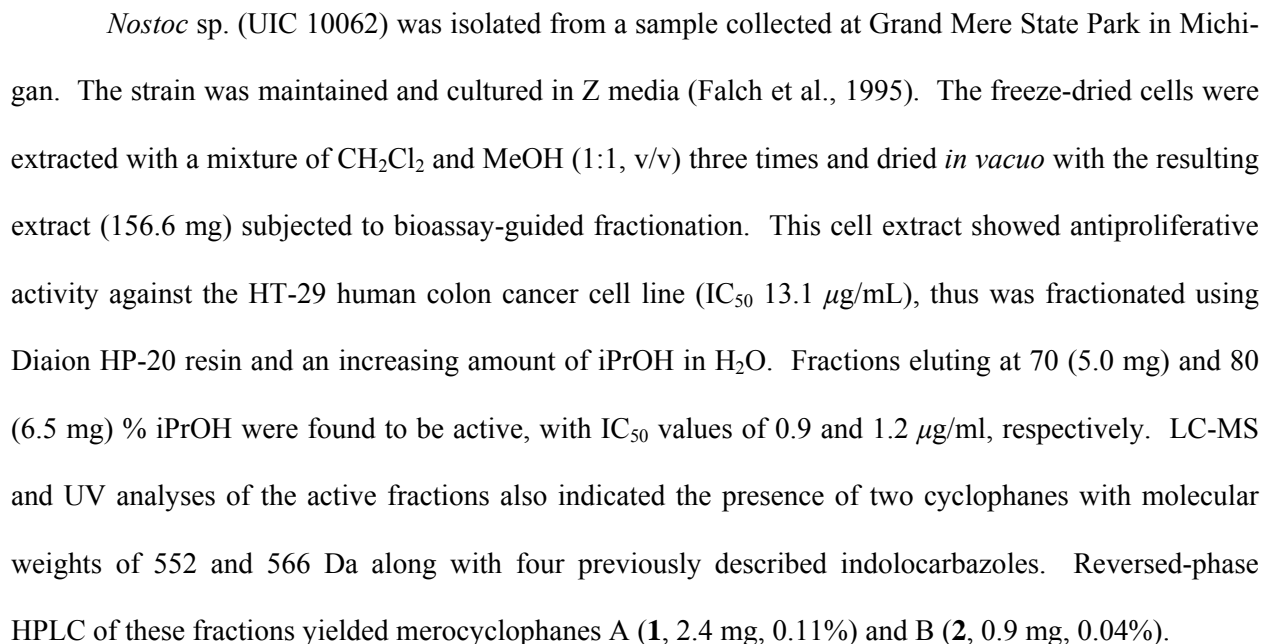 Nostoc sp. (UIC 10062) was isolated from a sample collected at Grand Mere State Park in Michi-
gan. The strain was maintained and cultured in Z media (Falch et al., 1995). The freeze-dried cells were
extracted with a mixture of CH₂Cl₂ and MeOH (1:1, v/v) three times and dried in vacuo with the resulting
extract (156.6 mg) subjected to bioassay-guided fractionation. This cell extract showed antiproliferative
activity against the HT-29 human colon cancer cell line (IC₅₀ 13.1 μg/mL), thus was fractionated using
Diaion HP-20 resin and an increasing amount of iPrOH in H₂O. Fractions eluting at 70 (5.0 mg) and 80
(6.5 mg) % iPrOH were found to be active, with IC₅₀ values of 0.9 and 1.2 μg/ml, respectively. LC-MS
and UV analyses of the active fractions also indicated the presence of two cyclophanes with molecular
weights of 552 and 566 Da along with four previously described indolocarbazoles. Reversed-phase
HPLC of these fractions yielded merocyclophanes A (1, 2.4 mg, 0.11%) and B (2, 0.9 mg, 0.04%).